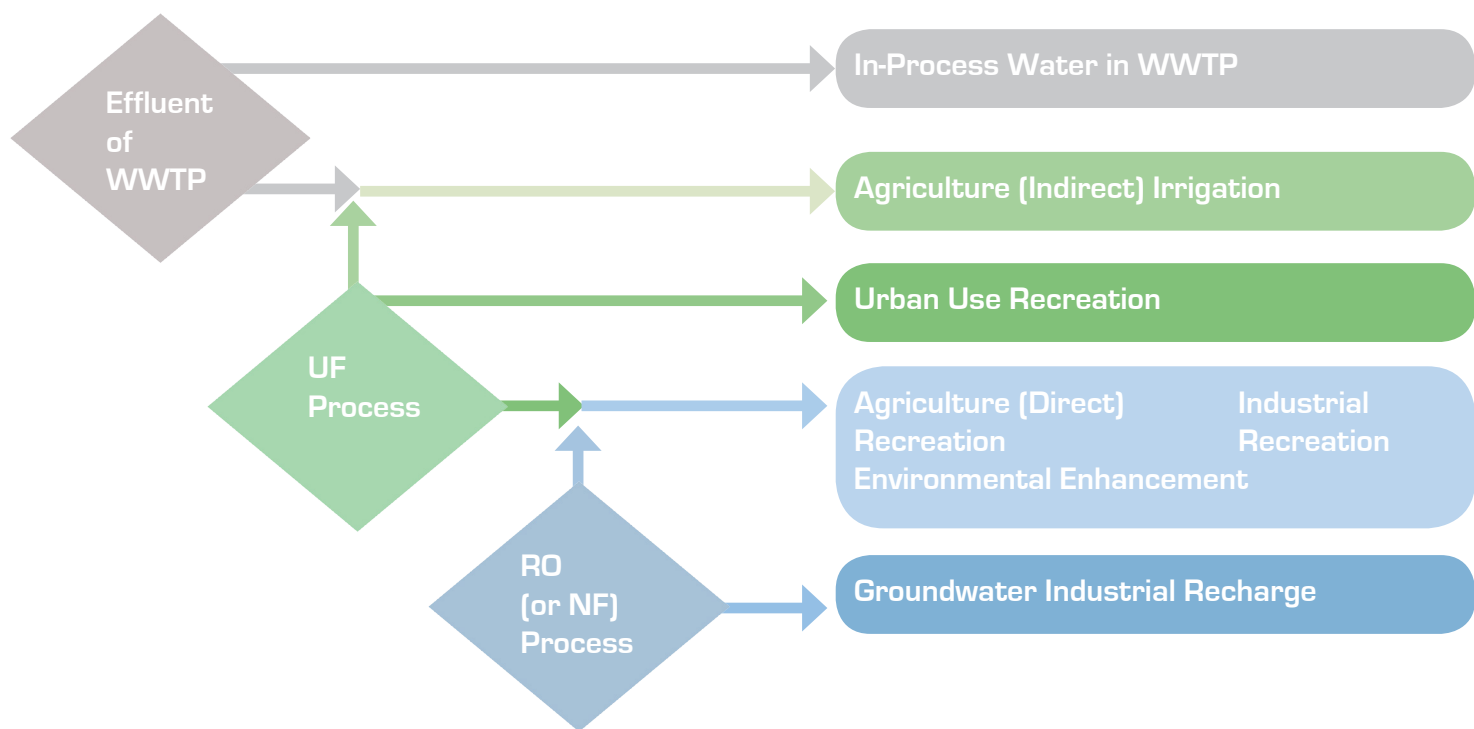 In-Process Water in WWTP
Effluent
of
WWTP
Agriculture (Indirect) Irrigation
Urban Use Recreation
UF
Process
Agriculture (Direct) Industrial
Recreation Recreation
Environmental Enhancement
RO
(or NF)
Process
Groundwater Industrial Recharge